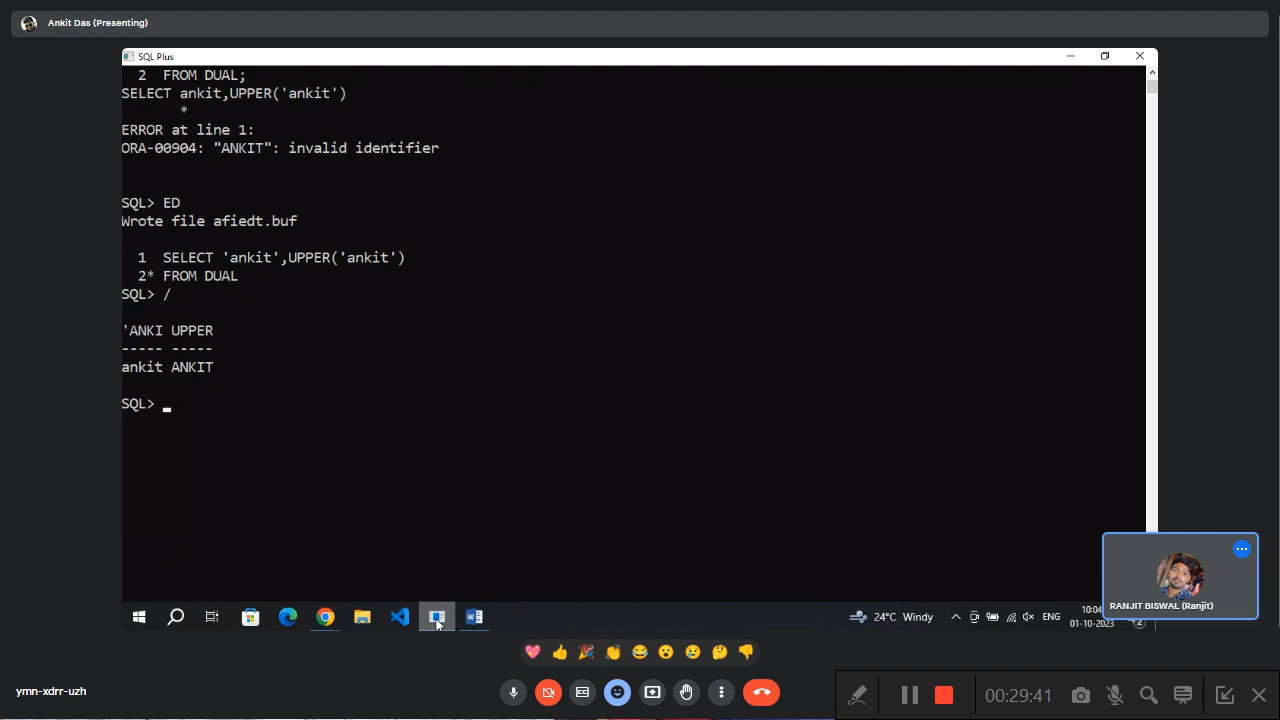 Ankit Das (Presenting)
SQL Plus
2 FROM DUAL;
SELECT ankit,UPPER('ankit')
*
ERROR at line 1:
ORA-00904: "ANKIT": invalid identifier
SQL> ED
Wrote file afiedt.buf
1 SELECT 'ankit',UPPER('ankit')
2* FROM DUAL
SQL> /
'ANKI UPPER
----- -----
ankit ANKIT
SQL> _
RANJIT BISWAL (Ranjit)
24°C Windy
ENG
10:04
01-10-2023
2
ymn-xdrr-uzh
00:29:41